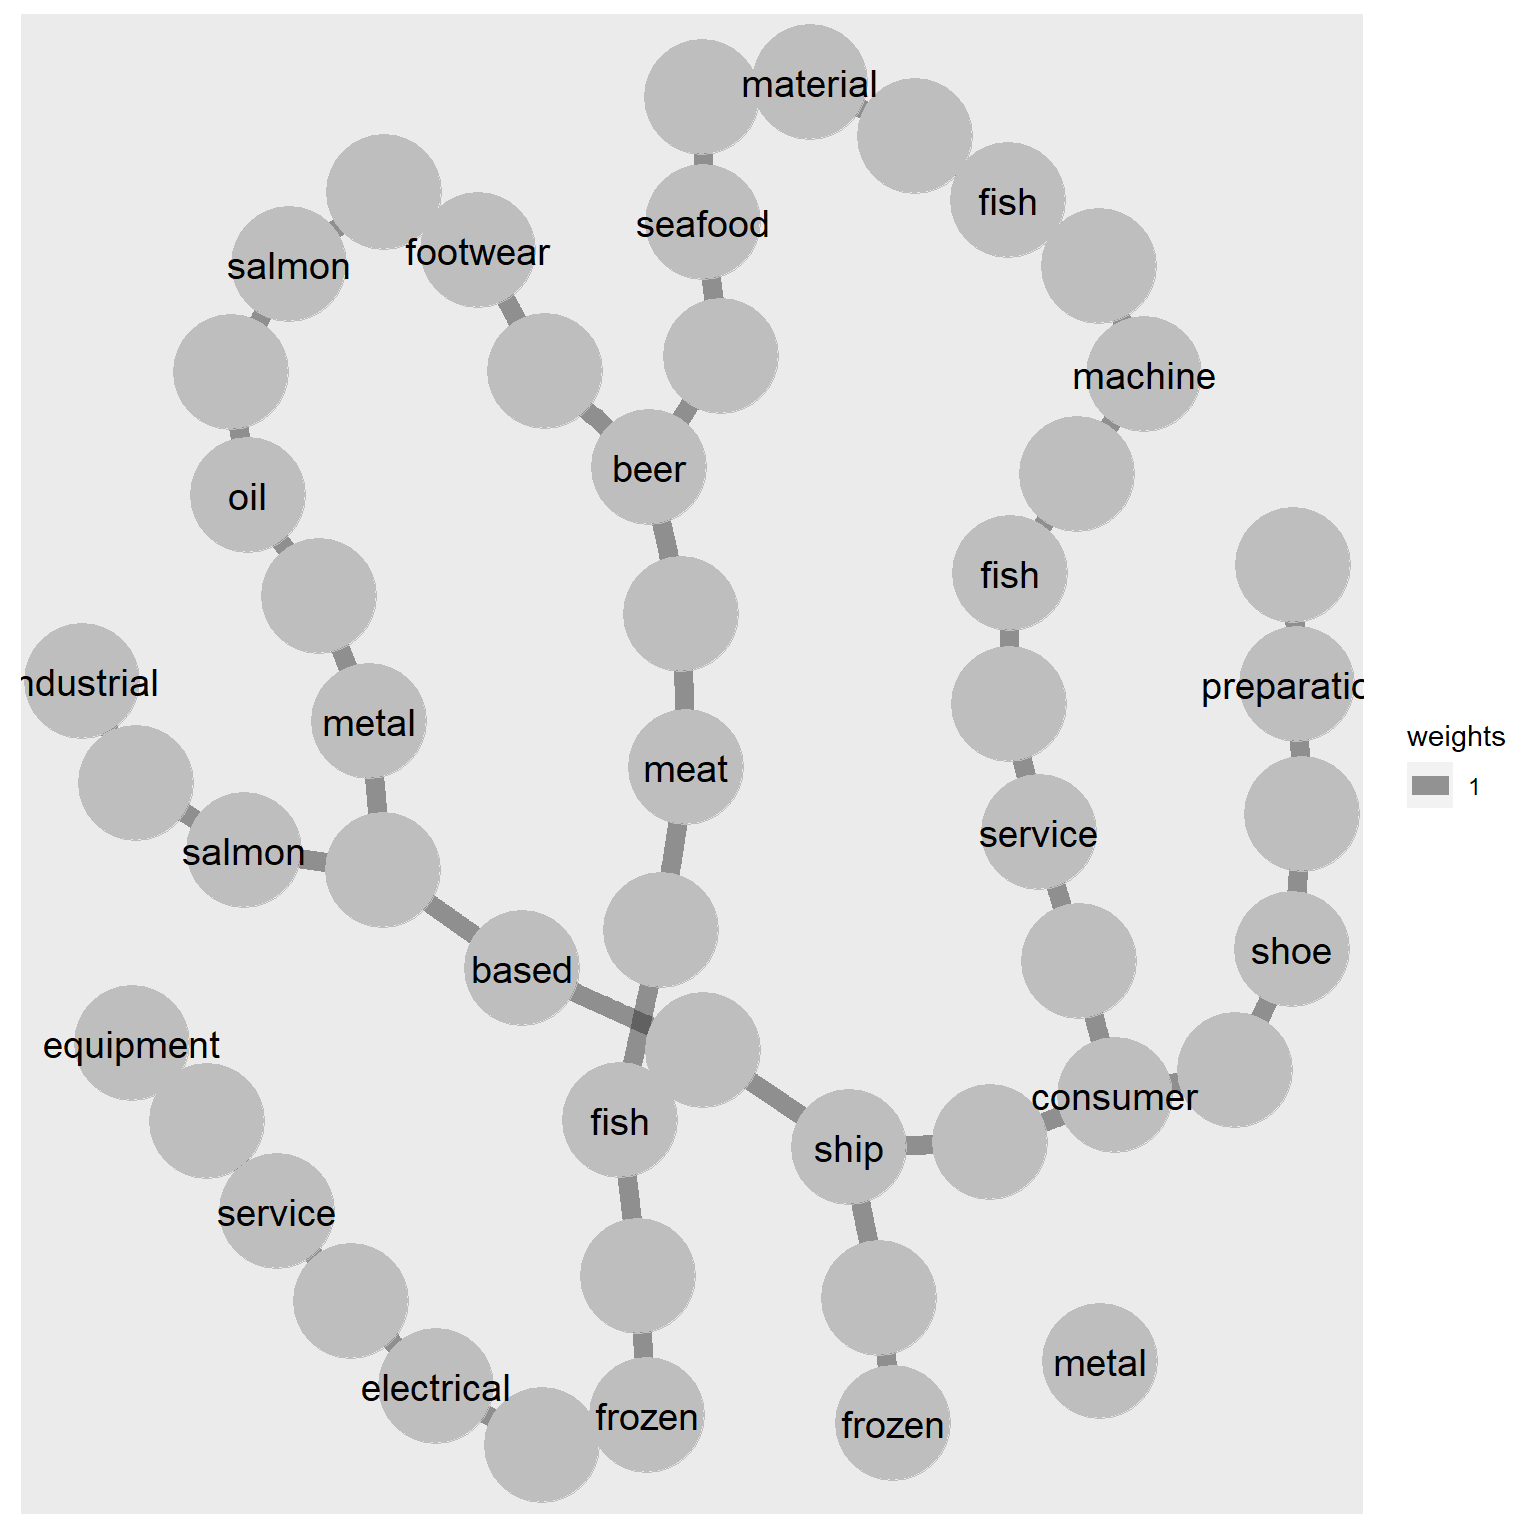 material
fish
seafood
footwear
salmon
machine
beer
oil
fish
ndustrial
preparatic
metal
weights
meat
1
service
salmon
shoe
based
equipment
consumer
fish
ship
service
metal
electrical
frozen
frozen